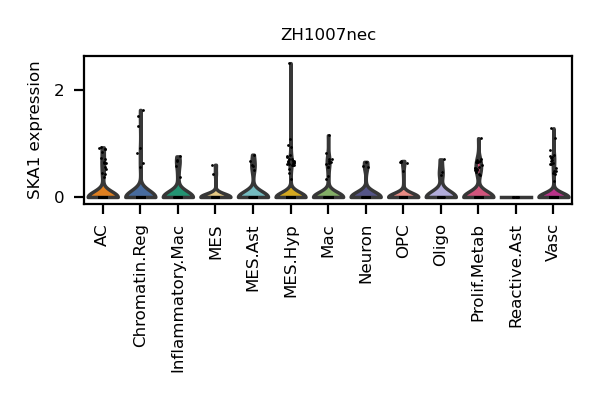 ZH1007nec
SKA1 expression
2
0
AC
Chromatin.Reg
Inflammatory.Mac
MES
MES.Ast
MES.Hyp
Mac
Neuron
OPC
Oligo
Prolif.Metab
Reactive.Ast
Vasc